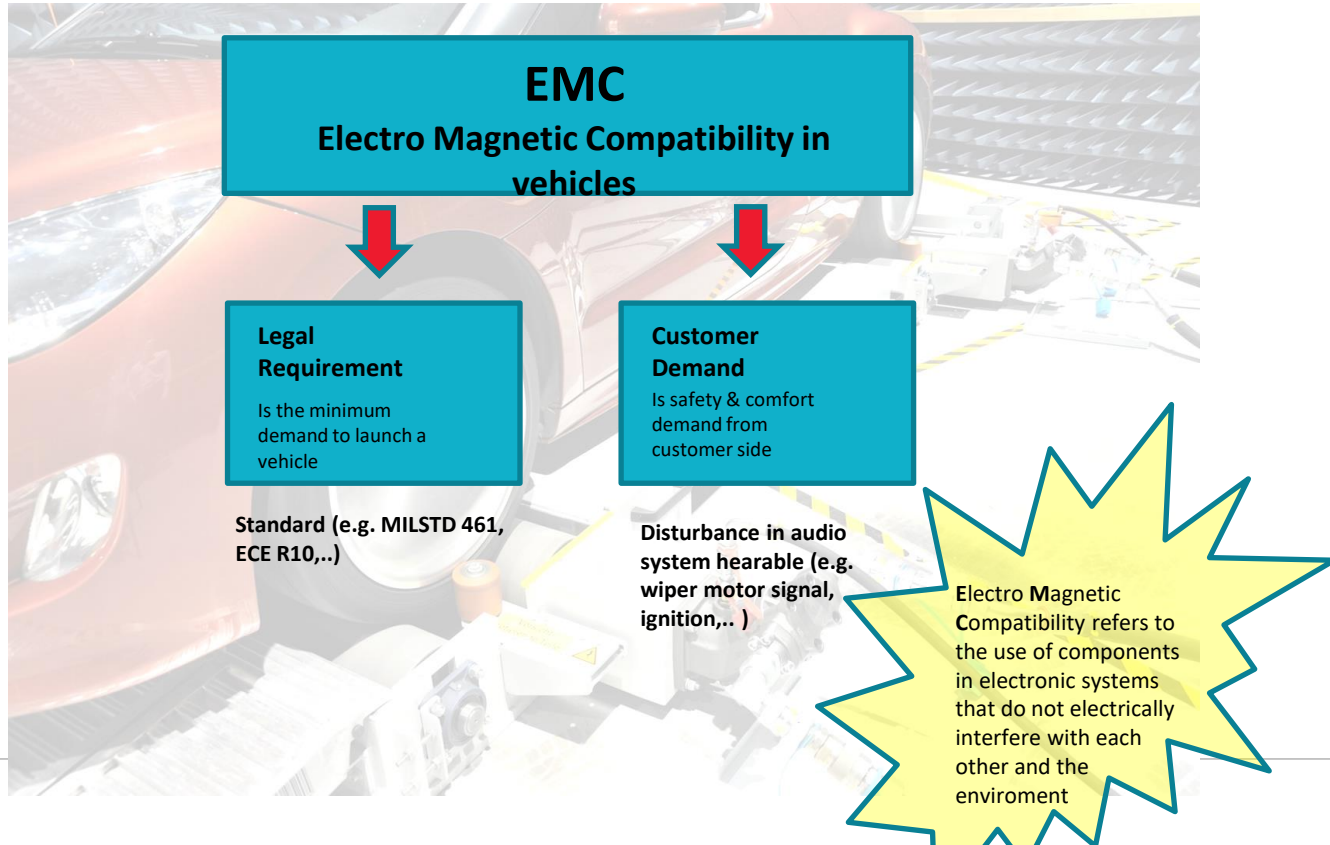 EMC
Electro Magnetic Compatibility in
vehicles
Legal
Requirement
Is the minimum
demand to launch a
vehicle
Customer
Demand
Is safety & comfort
demand from
customer side
Standard (e.g. MILSTD 461,
ECE R10,..)
Disturbance in audio
system hearable (e.g.
wiper motor signal,
ignition,.. )
Electro Magnetic
Compatibility refers to
the use of components
in electronic systems
that do not electrically
interfere with each
other and the
enviroment